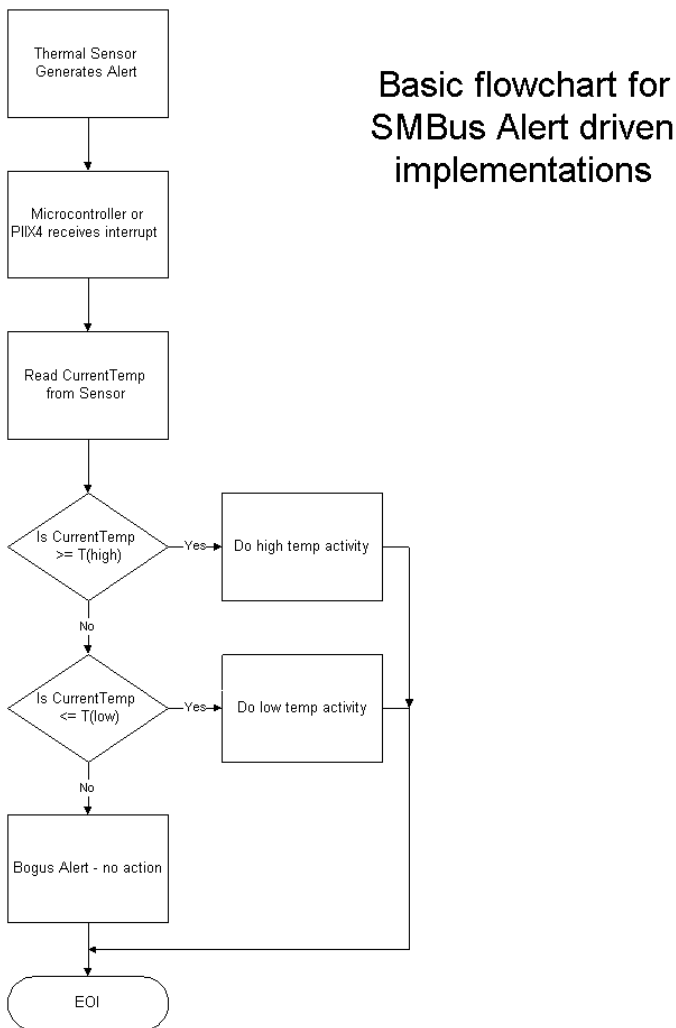 Thermal Sensor
Generates Alert
Basic flowchart for
SMBus Alert driven
implementations
Microcontroller or
PIIX4 receives interrupt
Read CurrentTemp
from Sensor
Is CurrentTemp
>= T(high)
Yes
Do high temp activity
No
Is CurrentTemp
<= T(low)
Yes
Do low temp activity
No
Bogus Alert - no action
EOI